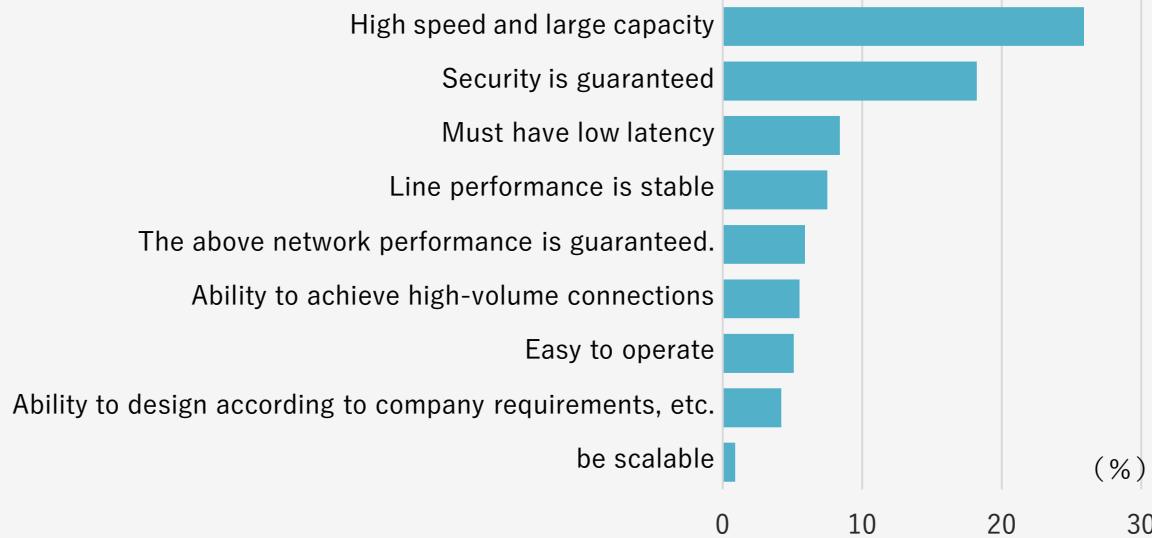 High speed and large capacity
Security is guaranteed
Must have low latency
Line performance is stable
The above network performance is guaranteed.
Ability to achieve high-volume connections
Easy to operate
Ability to design according to company requirements, etc.
be scalable
（%）
0 10 20 30